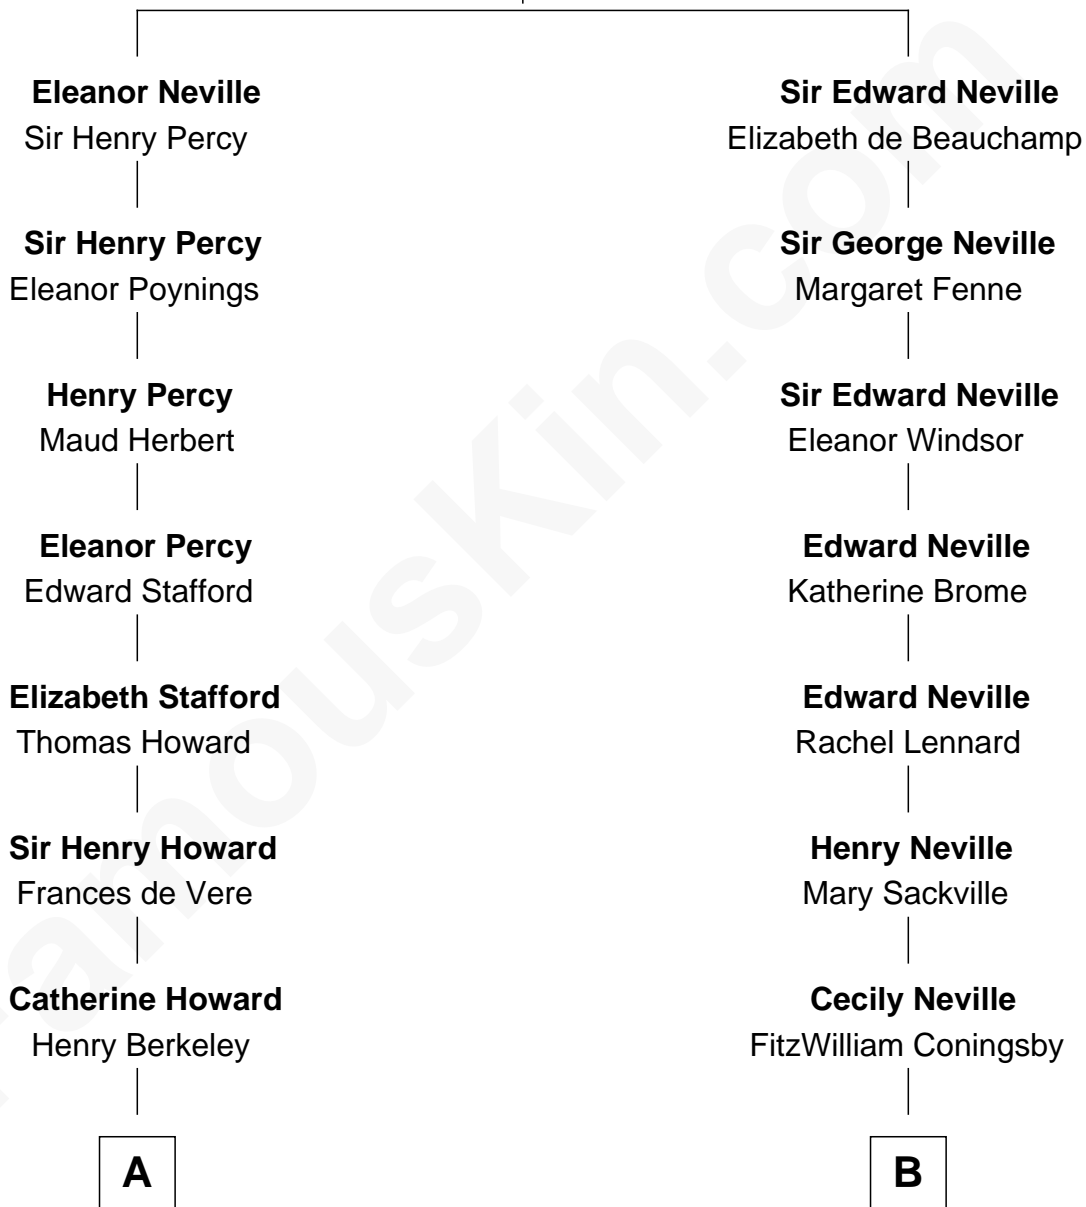 Eleanor Neville
Sir Henry Percy
Sir Henry Percy
Eleanor Poynings
Henry Percy
Maud Herbert
Eleanor Percy
Edward Stafford
Elizabeth Stafford
Thomas Howard
Sir Henry Howard
Frances de Vere
Catherine Howard
Henry Berkeley
A
Sir Edward Neville
Elizabeth de Beauchamp
Sir George Neville
Margaret Fenne
Sir Edward Neville
Eleanor Windsor
Edward Neville
Katherine Brome
Edward Neville
Rachel Lennard
Henry Neville
Mary Sackville
Cecily Neville
FitzWilliam Coningsby
B
FamousKin.com